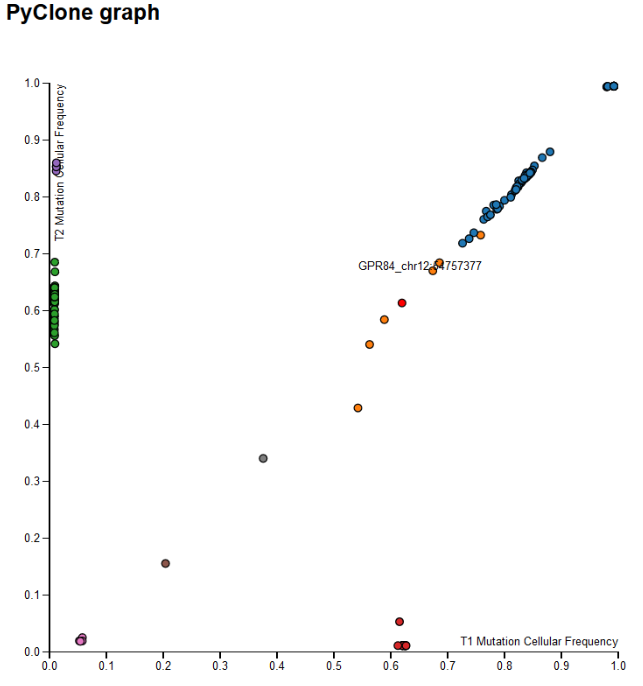 PyClone graph
1.0
0.9
0.8
0.7
0.6
0.5
0.4
0.3
0.2
0.1
0.0
T2 Mutation Cellular Frequency
GPR84_chr12:54757377
T1 Mutation Cellular Frequency
0.0 0.1 0.2 0.3 0.4 0.5 0.6 0.7 0.8 0.9 1.0